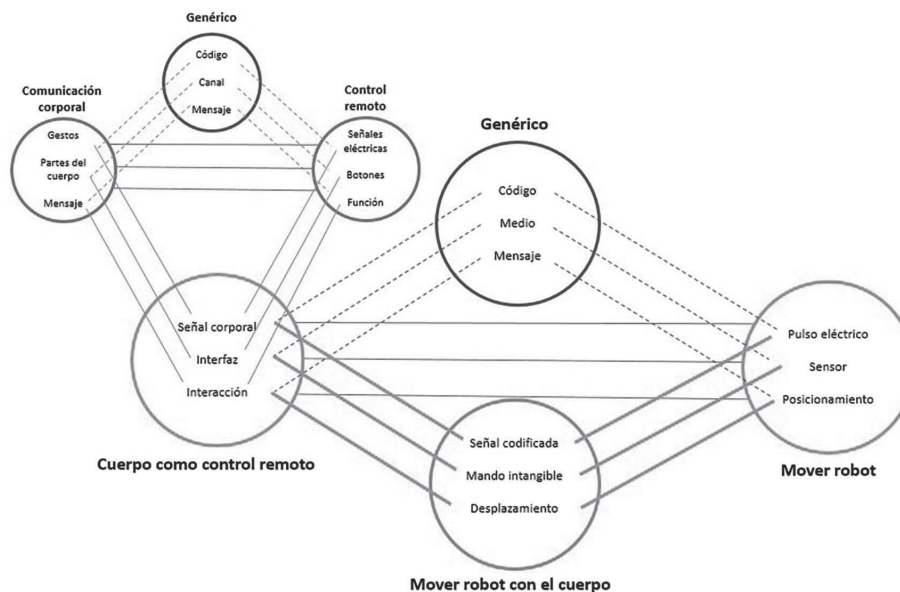 Genérico
Código
Canal
Mensaje
Comunicación
corporal
Gestos
Partes del
cuerpo
Mensaje
Control
remoto
Señales
eléctricas
Botones
Función
Genérico
Código
Medio
Mensaje
Señal corporal
Interfaz
Interacción
Cuerpo como control remoto
Pulso eléctrico
Sensor
Posicionamiento
Mover robot
Señal codificada
Mando intangible
Desplazamiento
Mover robot con el cuerpo